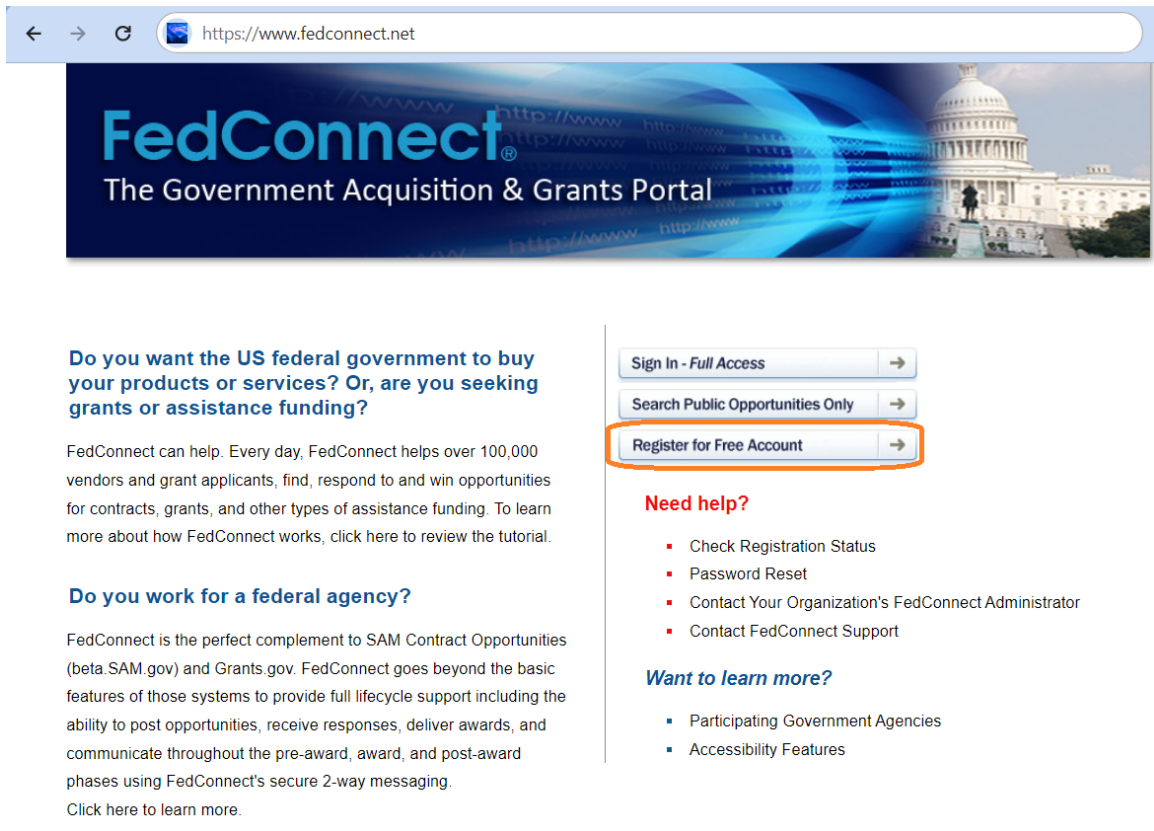 https://www.fedconnect.net
FedConnect®
The Government Acquisition & Grants Portal
http://www
http://www
http://www
http://www
Do you want the US federal government to buy
your products or services? Or, are you seeking
grants or assistance funding?
FedConnect can help. Every day, FedConnect helps over 100,000
vendors and grant applicants, find, respond to and win opportunities
for contracts, grants, and other types of assistance funding. To learn
more about how FedConnect works, click here to review the tutorial.
Do you work for a federal agency?
FedConnect is the perfect complement to SAM Contract Opportunities
(beta.SAM.gov) and Grants.gov. FedConnect goes beyond the basic
features of those systems to provide full lifecycle support including the
ability to post opportunities, receive responses, deliver awards, and
communicate throughout the pre-award, award, and post-award
phases using FedConnect's secure 2-way messaging.
Click here to learn more.
Sign In - Full Access
Search Public Opportunities Only
Register for Free Account
Need help?
Check Registration Status
Password Reset
Contact Your Organization's FedConnect Administrator
Contact FedConnect Support
Want to learn more?
Participating Government Agencies
Accessibility Features